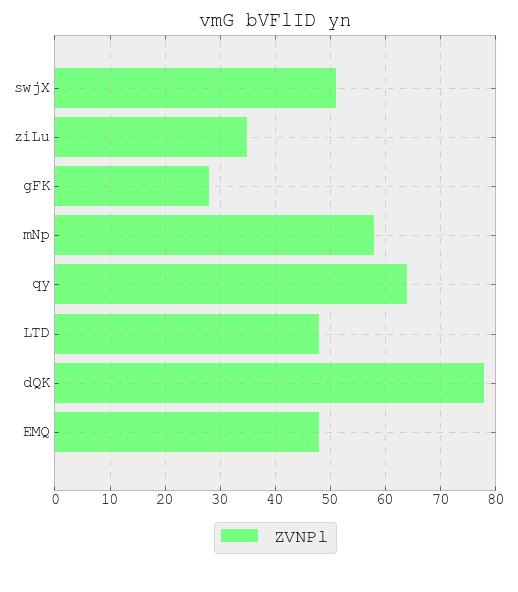 vmG bVFlID yn
swjX
ziLu
gFK
mNp
qy
LTD
dQK
EMQ
0 10 20 30 40 50 60 70 80
ZVNPl